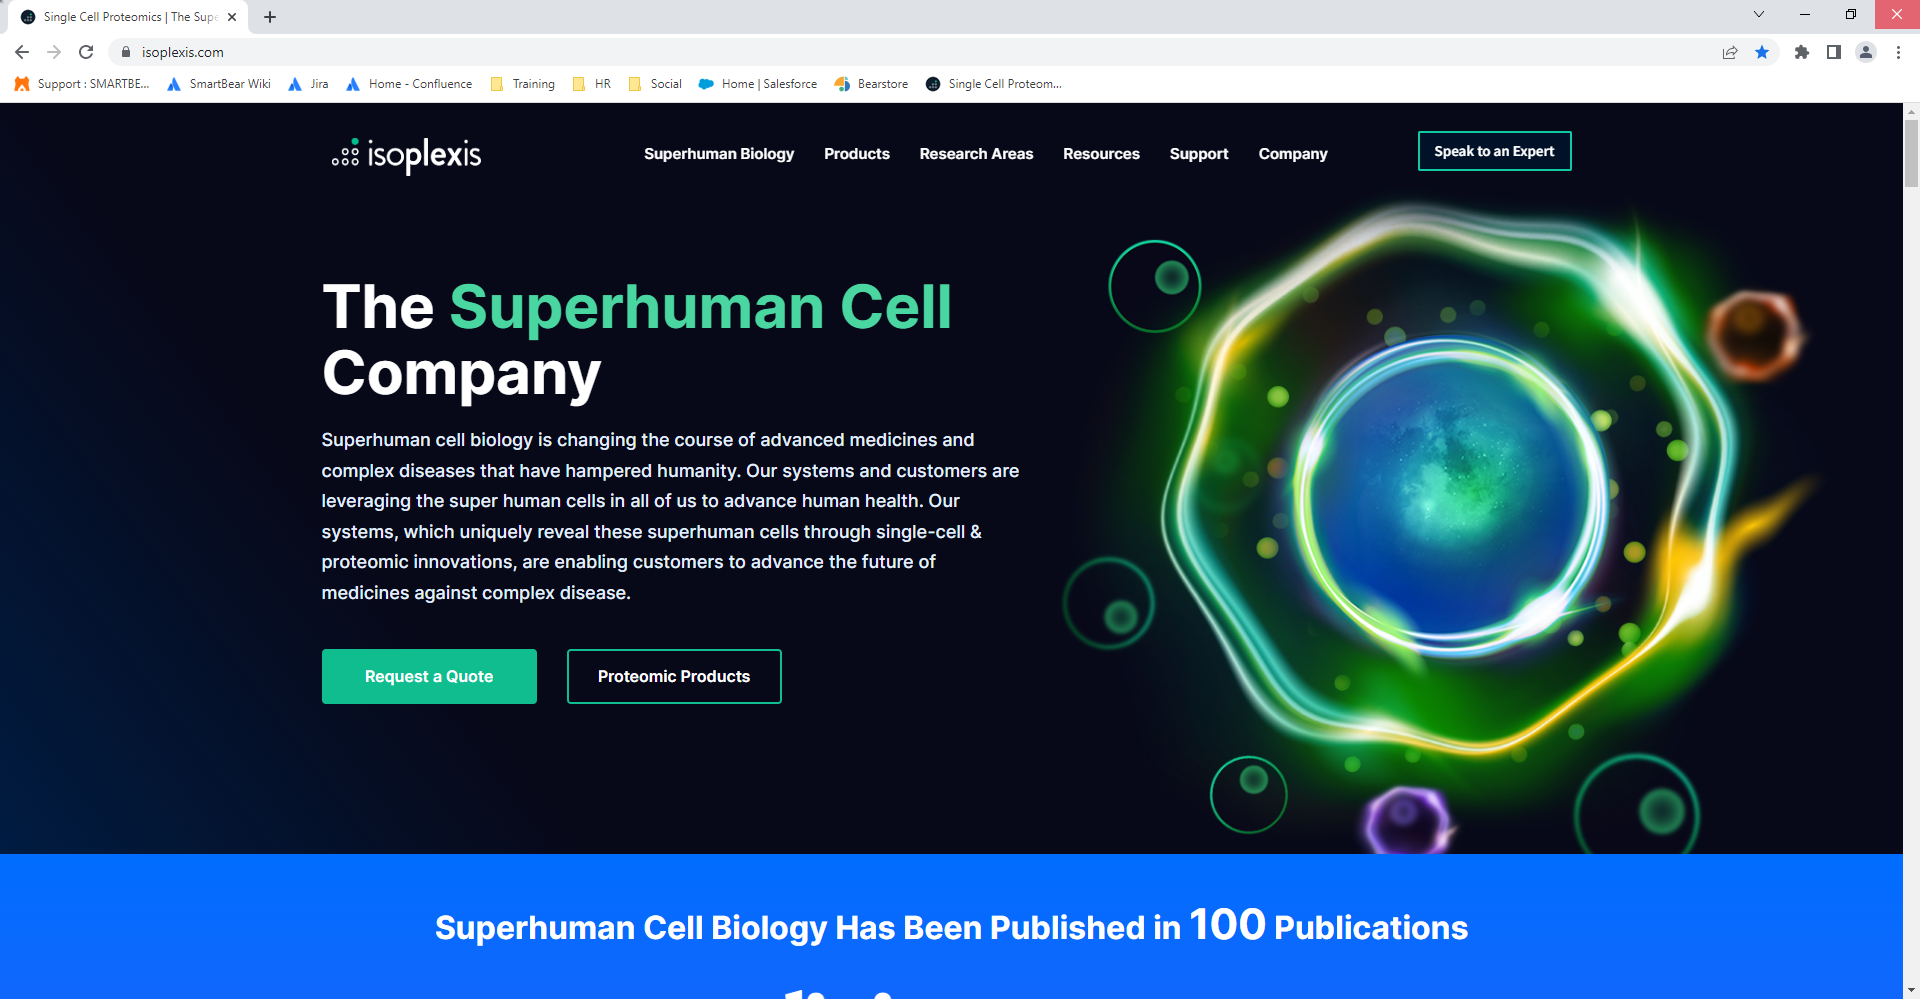 Single Cell Proteomics | The Supe
isoplexis.com
Support : SMARTBE... SmartBear Wiki Jira Home - Confluence Training HR Social Home | Salesforce Bearstore Single Cell Proteom...
isoplexis
Superhuman Biology Products Research Areas Resources Support Company Speak to an Expert
The Superhuman Cell
Company
Superhuman cell biology is changing the course of advanced medicines and
complex diseases that have hampered humanity. Our systems and customers are
leveraging the super human cells in all of us to advance human health. Our
systems, which uniquely reveal these superhuman cells through single-cell &
proteomic innovations, are enabling customers to advance the future of
medicines against complex disease.
Request a Quote Proteomic Products
Superhuman Cell Biology Has Been Published in 100 Publications